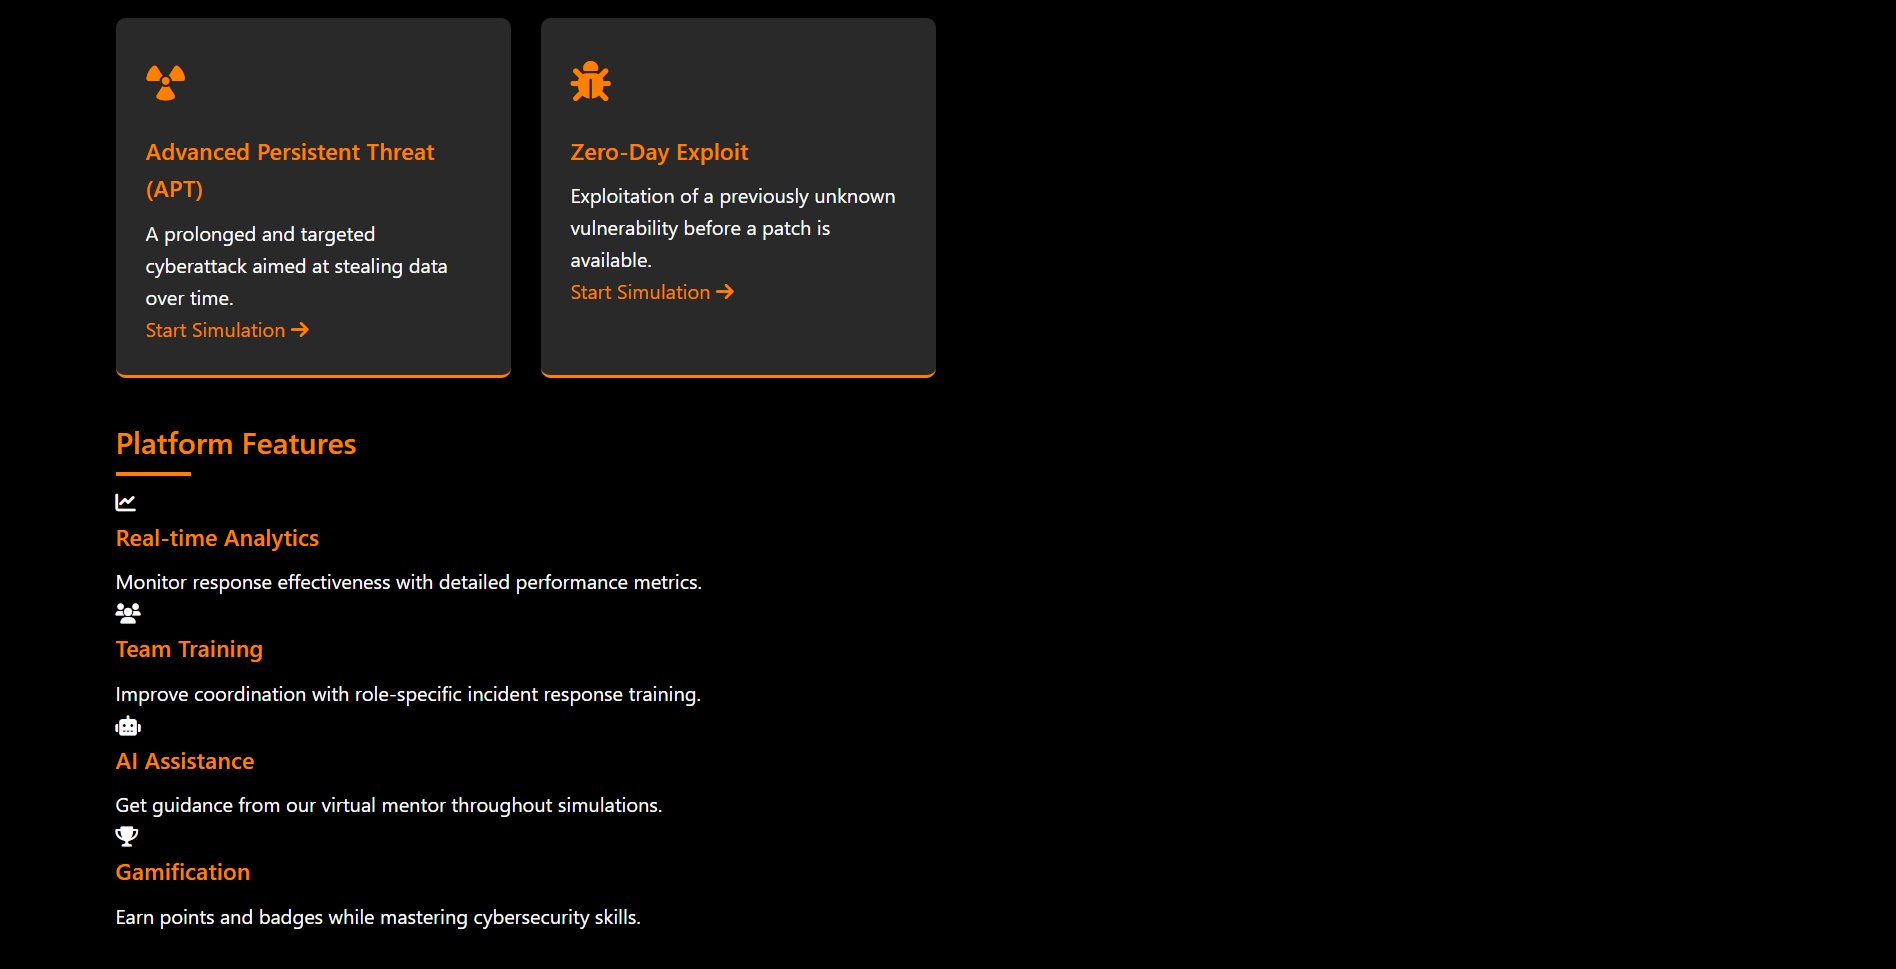 Advanced Persistent Threat
(APT)
A prolonged and targeted
cyberattack aimed at stealing data
over time.
Start Simulation
Zero-Day Exploit
Exploitation of a previously unknown
vulnerability before a patch is
available.
Start Simulation
Platform Features
Real-time Analytics
Monitor response effectiveness with detailed performance metrics.
Team Training
Improve coordination with role-specific incident response training.
AI Assistance
Get guidance from our virtual mentor throughout simulations.
Gamification
Earn points and badges while mastering cybersecurity skills.